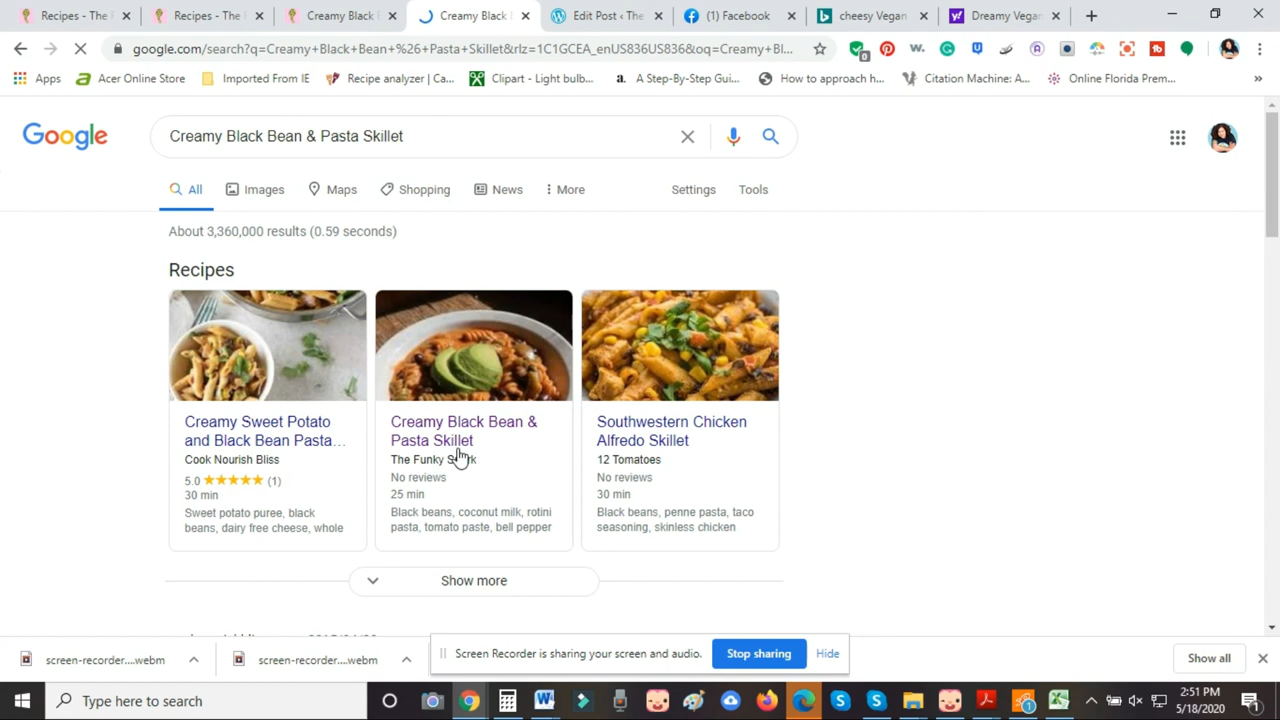 Recipes - The F
Recipes - The F
Creamy Black B
Creamy Black
Edit Post ‹ The
(1) Facebook
cheesy Vegan
Dreamy Vegan
google.com/search?q=Creamy+Black+Bean+%26+Pasta+Skillet&rlz=1C1GCEA_enUS836US836&oq=Creamy+Bl...
Apps
Acer Online Store
Imported From IE
Recipe analyzer | Ca...
Clipart - Light bulb...
A Step-By-Step Gui...
How to approach h...
Citation Machine: A...
Online Florida Prem...
»
Google
Creamy Black Bean & Pasta Skillet
All
Images
Maps
Shopping
News
More
Settings
Tools
About 3,360,000 results (0.59 seconds)
Recipes
Creamy Sweet Potato
and Black Bean Pasta...
Cook Nourish Bliss
5.0 ★★★★★ (1)
30 min
Sweet potato puree, black
beans, dairy free cheese, whole
Creamy Black Bean &
Pasta Skillet
The Funky
No reviews
25 min
Black beans, coconut milk, rotini
pasta, tomato paste, bell pepper
Southwestern Chicken
Alfredo Skillet
12 Tomatoes
No reviews
30 min
Black beans, penne pasta, taco
seasoning, skinless chicken
Show more
screen-recorder....webm
screen-recorder....webm
Screen Recorder is sharing your screen and audio.
Stop sharing
Hide
Show all
Type here to search
2:51 PM
5/18/2020